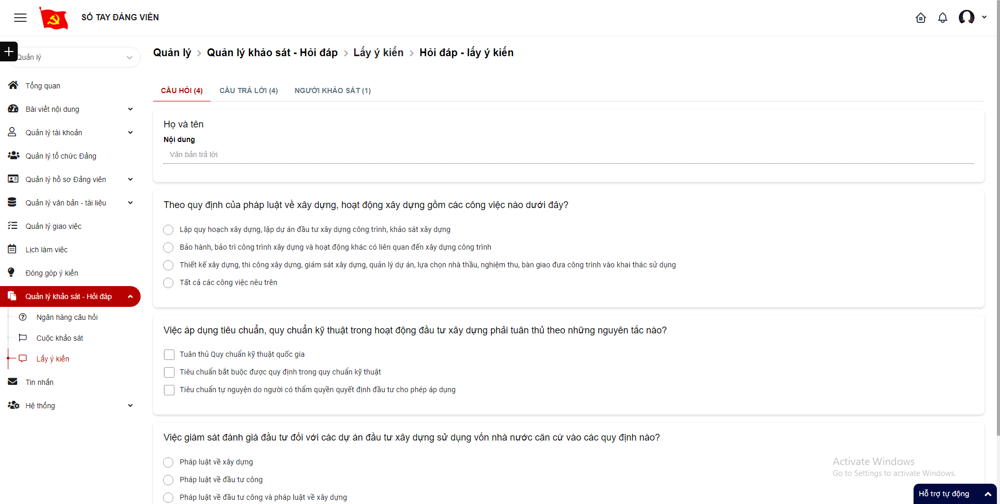 SỔ TAY ĐẢNG VIÊN
Quản lý
Quản lý › Quản lý khảo sát - Hỏi đáp › Lấy ý kiến › Hỏi đáp - lấy ý kiến
Tổng quan
Bài viết nội dung
Quản lý tài khoản
Quản lý tổ chức Đảng
Quản lý hồ sơ Đảng viên
Quản lý văn bản - tài liệu
Quản lý giao việc
Lịch làm việc
Đóng góp ý kiến
Quản lý khảo sát - Hỏi đáp
Ngân hàng câu hỏi
Cuộc khảo sát
Lấy ý kiến
Tin nhắn
Hệ thống
CÂU HỎI (4) CÂU TRẢ LỜI (4) NGƯỜI KHẢO SÁT (1)
Họ và tên
Nội dung
Văn bản trả lời
Theo quy định của pháp luật về xây dựng, hoạt động xây dựng gồm các công việc nào dưới đây?
Lập quy hoạch xây dựng, lập dự án đầu tư xây dựng công trình, khảo sát xây dựng
Bảo hành, bảo trì công trình xây dựng và hoạt động khác có liên quan đến xây dựng công trình
Thiết kế xây dựng, thi công xây dựng, giám sát xây dựng, quản lý dự án, lựa chọn nhà thầu, nghiệm thu, bàn giao đưa công trình vào khai thác sử dụng
Tất cả các công việc nêu trên
Việc áp dụng tiêu chuẩn, quy chuẩn kỹ thuật trong hoạt động đầu tư xây dựng phải tuân thủ theo những nguyên tắc nào?
Tuân thủ Quy chuẩn kỹ thuật quốc gia
Tiêu chuẩn bắt buộc được quy định trong quy chuẩn kỹ thuật
Tiêu chuẩn tự nguyện do người có thẩm quyền quyết định đầu tư cho phép áp dụng
Việc giám sát đánh giá đầu tư đối với các dự án đầu tư xây dựng sử dụng vốn nhà nước căn cứ vào các quy định nào?
Pháp luật về xây dựng
Pháp luật về đầu tư công
Pháp luật về đầu tư công và pháp luật về xây dựng
Activate Windows
Go to Settings to activate Windows.
Hỗ trợ tự động